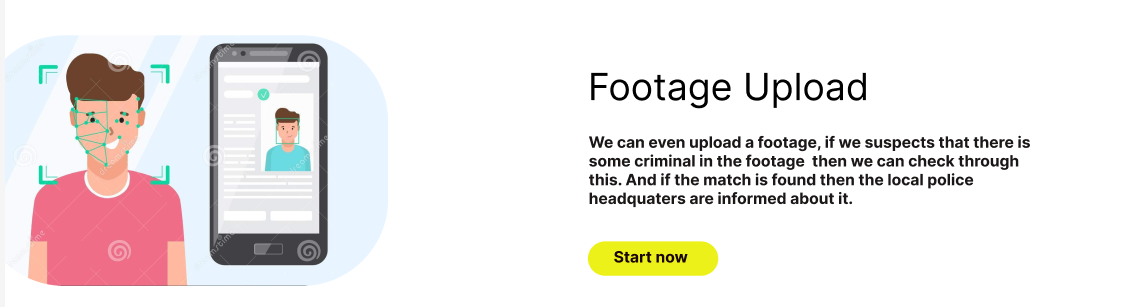 Footage Upload
We can even upload a footage, if we suspects that there is
some criminal in the footage  then we can check through
this. And if the match is found then the local police
headquaters are informed about it.
Start now